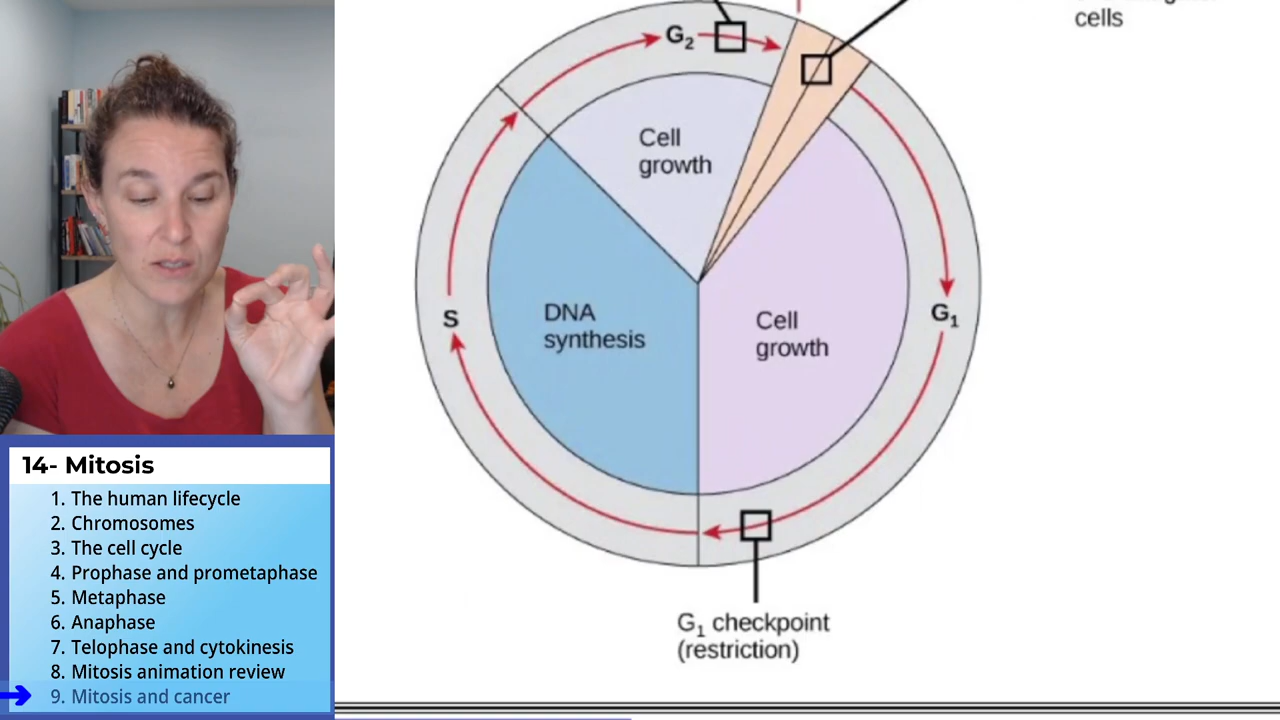 cells
G₂
Cell
growth
S
DNA
synthesis
Cell
growth
G₁
G₁ checkpoint
(restriction)
14- Mitosis
1. The human lifecycle
2. Chromosomes
3. The cell cycle
4. Prophase and prometaphase
5. Metaphase
6. Anaphase
7. Telophase and cytokinesis
8. Mitosis animation review
9. Mitosis and cancer